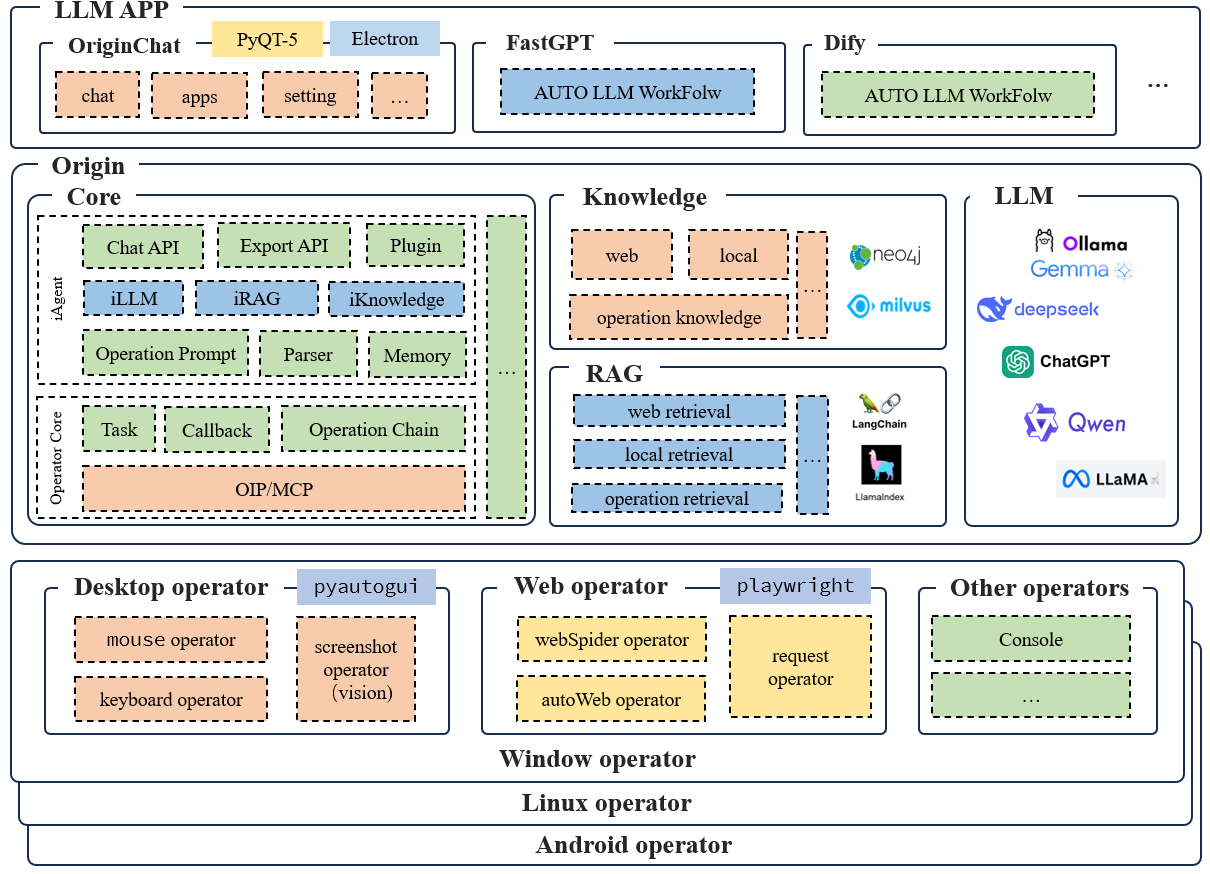 LLM APP
OriginChat
PyQT-5
Electron
chat
apps
setting
...
FastGPT
AUTO LLM WorkFolw
Dify
AUTO LLM WorkFolw
...
Origin
Core
iAgent
Chat API
Export API
Plugin
iLLM
iRAG
iKnowledge
Operation Prompt
Parser
Memory
Operator Core
Task
Callback
Operation Chain
OIP/MCP
...
Knowledge
web
local
operation knowledge
...
neo4j
milvus
RAG
web retrieval
local retrieval
operation retrieval
...
LangChain
LlamaIndex
LLM
Ollama
Gemma
deepseek
ChatGPT
Qwen
LLaMA
Desktop operator
pyautogui
mouse operator
keyboard operator
screenshot
operator
（vision）
Web operator
playwright
webSpider operator
autoWeb operator
request
operator
Other operators
Console
...
Window operator
Linux operator
Android operator